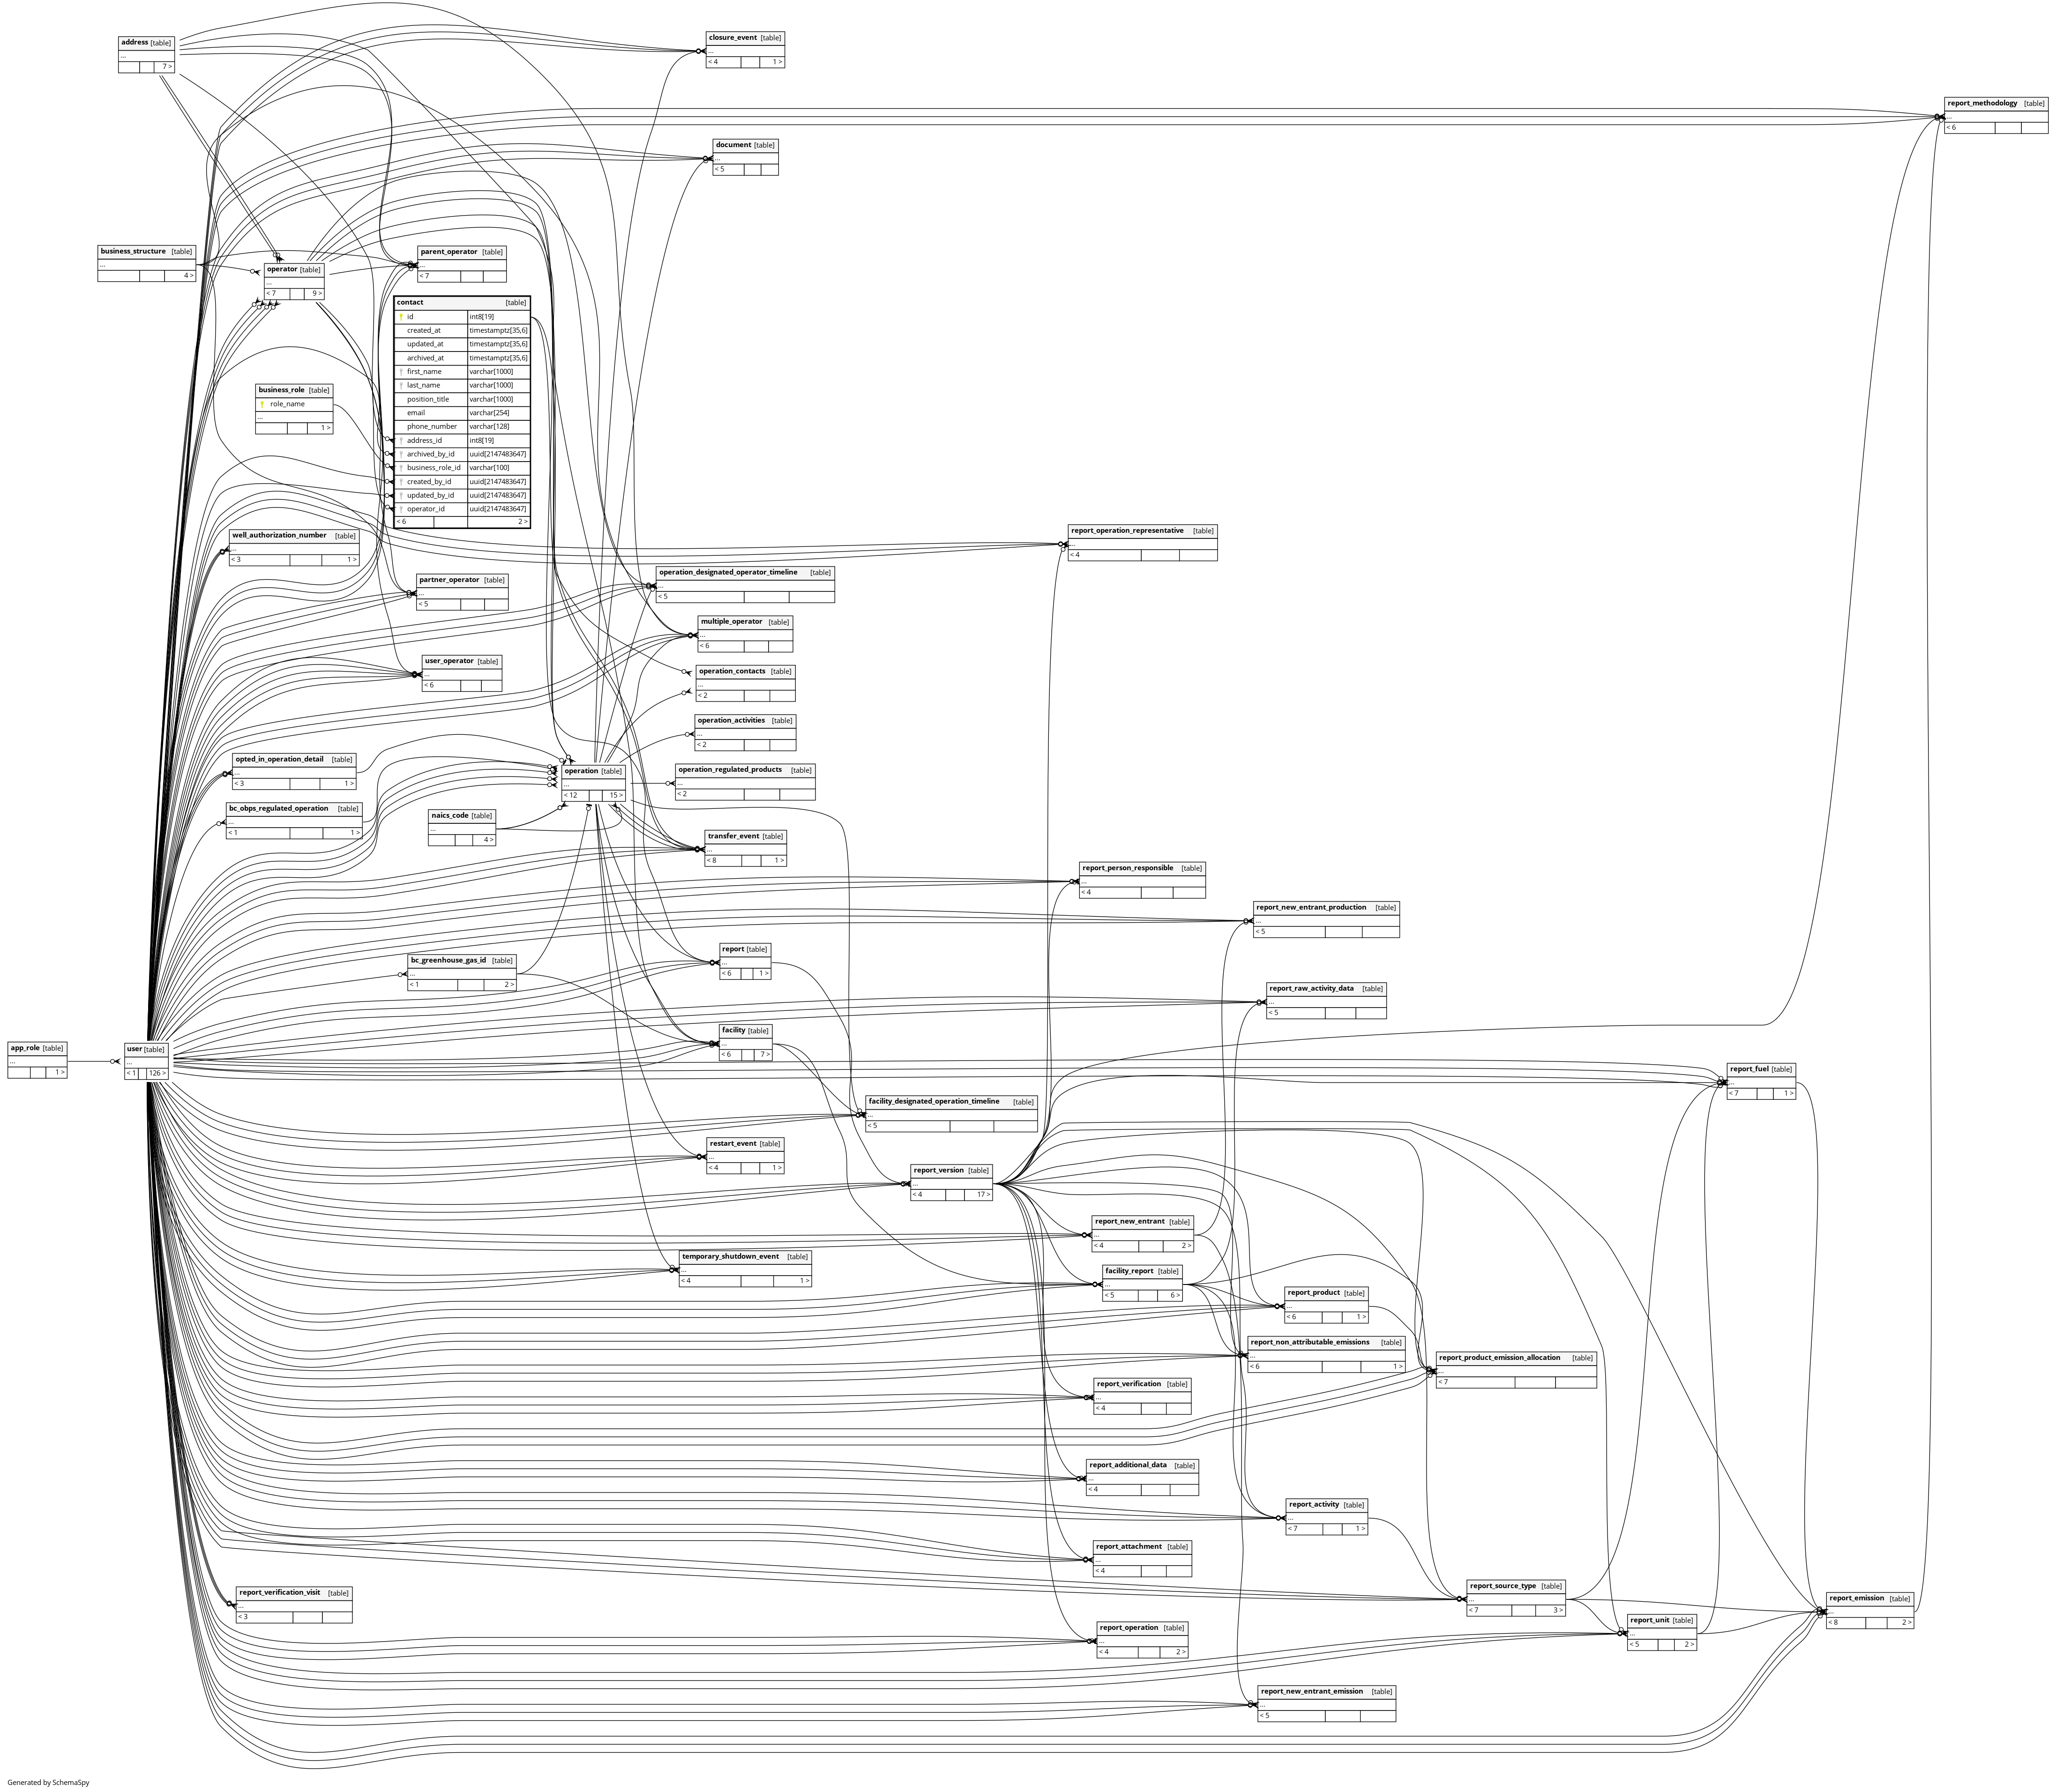 closure_event [table]
...
< 4 1 >
address [table]
...
7 >
report_methodology [table]
...
< 6
document [table]
...
< 5
business_structure [table]
...
4 >
parent_operator [table]
...
< 7
operator [table]
...
< 7 9 >
contact [table]
id int8[19]
created_at timestamptz[35,6]
updated_at timestamptz[35,6]
archived_at timestamptz[35,6]
first_name varchar[1000]
last_name varchar[1000]
position_title varchar[1000]
email varchar[254]
phone_number varchar[128]
address_id int8[19]
archived_by_id uuid[2147483647]
business_role_id varchar[100]
created_by_id uuid[2147483647]
updated_by_id uuid[2147483647]
operator_id uuid[2147483647]
< 6 2 >
business_role [table]
role_name
...
1 >
well_authorization_number [table]
...
< 3 1 >
report_operation_representative [table]
...
< 4
partner_operator [table]
...
< 5
operation_designated_operator_timeline [table]
...
< 5
multiple_operator [table]
...
< 6
user_operator [table]
...
< 6
operation_contacts [table]
...
< 2
operation_activities [table]
...
< 2
opted_in_operation_detail [table]
...
< 3 1 >
operation [table]
...
< 12 15 >
operation_regulated_products [table]
...
< 2
bc_obps_regulated_operation [table]
...
< 1 1 >
naics_code [table]
...
4 >
transfer_event [table]
...
< 8 1 >
report_person_responsible [table]
...
< 4
report_new_entrant_production [table]
...
< 5
report [table]
...
< 6 1 >
bc_greenhouse_gas_id [table]
...
< 1 2 >
report_raw_activity_data [table]
...
< 5
facility [table]
...
< 6 7 >
app_role [table]
...
1 >
user [table]
...
< 1 126 >
report_fuel [table]
...
< 7 1 >
facility_designated_operation_timeline [table]
...
< 5
restart_event [table]
...
< 4 1 >
report_version [table]
...
< 4 17 >
report_new_entrant [table]
...
< 4 2 >
temporary_shutdown_event [table]
...
< 4 1 >
facility_report [table]
...
< 5 6 >
report_product [table]
...
< 6 1 >
report_non_attributable_emissions [table]
...
< 6 1 >
report_product_emission_allocation [table]
...
< 7
report_verification [table]
...
< 4
report_additional_data [table]
...
< 4
report_activity [table]
...
< 7 1 >
report_attachment [table]
...
< 4
report_source_type [table]
...
< 7 3 >
report_verification_visit [table]
...
< 3
report_emission [table]
...
< 8 2 >
report_unit [table]
...
< 5 2 >
report_operation [table]
...
< 4 2 >
report_new_entrant_emission [table]
...
< 5
Generated by SchemaSpy